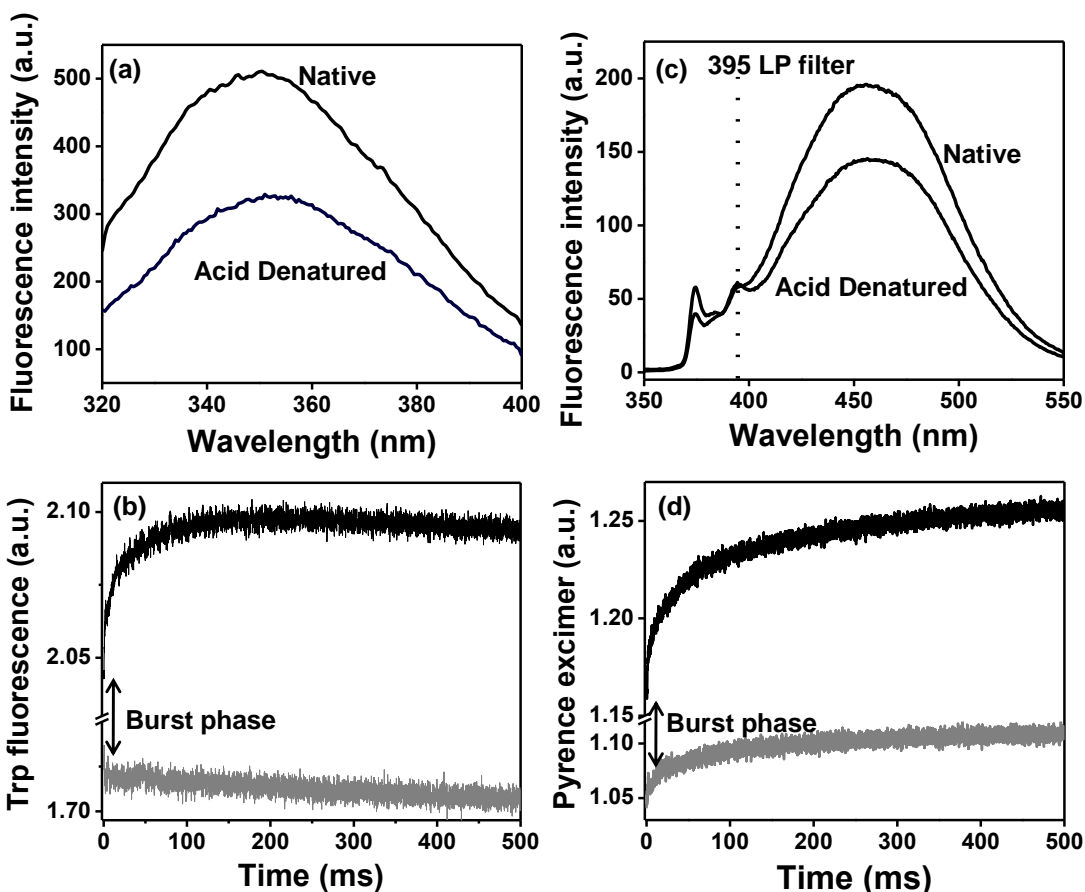 (a)
Native
Acid Denatured
Fluorescence intensity (a.u.)
500
300
100
320
340
360
380
400
Wavelength (nm)
(c)
395 LP filter
Native
Acid Denatured
Fluorescence intensity (a.u.)
200
150
100
50
0
350
400
450
500
550
Wavelength (nm)
(b)
Burst phase
Trp fluorescence (a.u.)
2.10
2.05
1.70
0
100
200
300
400
500
Time (ms)
(d)
Burst phase
Pyrence excimer (a.u.)
1.25
1.20
1.15
1.10
1.05
0
100
200
300
400
500
Time (ms)